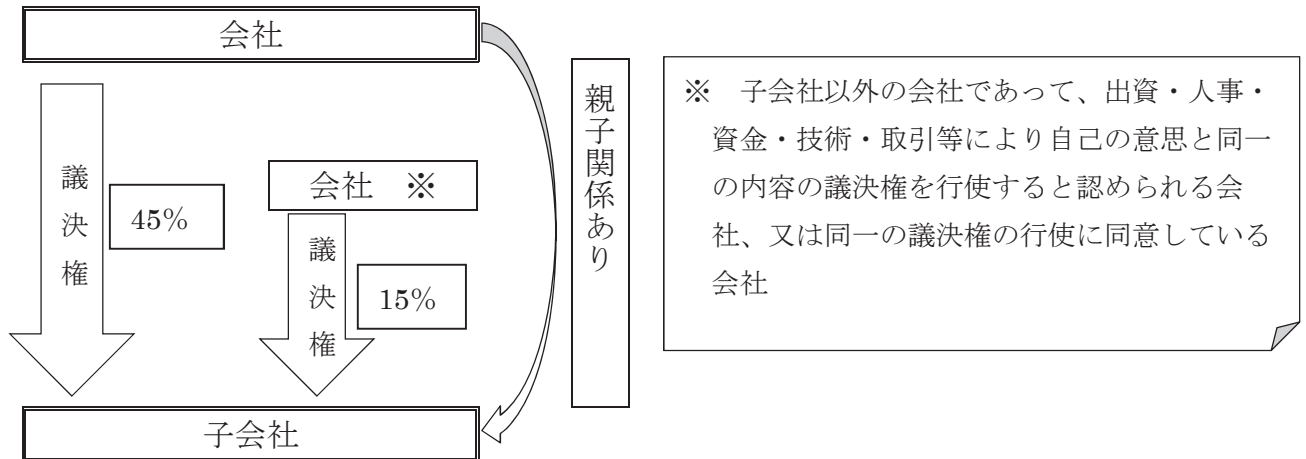 会社
議決権
45%
会社　※
議決権
15%
子会社
親子関係あり
※　子会社以外の会社であって、出資・人事・
資金・技術・取引等により自己の意思と同一
の内容の議決権を行使すると認められる会
社、又は同一の議決権の行使に同意している
会社